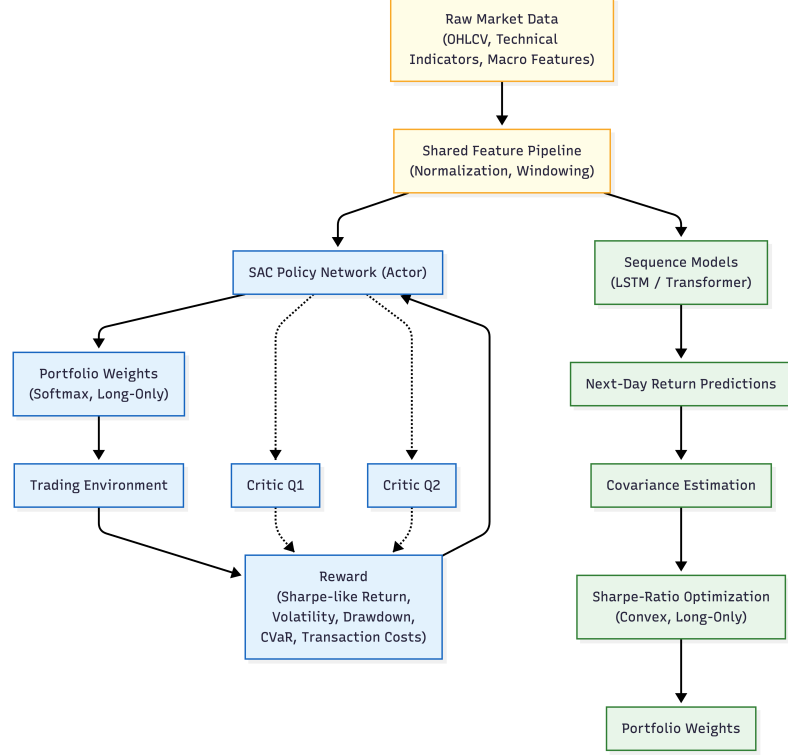 Raw Market Data
(OHLCV, Technical
Indicators, Macro Features)
Shared Feature Pipeline
(Normalization, Windowing)
SAC Policy Network (Actor)
Sequence Models
(LSTM / Transformer)
Portfolio Weights
(Softmax, Long-Only)
Next-Day Return Predictions
Trading Environment
Critic Q1
Critic Q2
Covariance Estimation
Reward
(Sharpe-like Return,
Volatility, Drawdown,
CVaR, Transaction Costs)
Sharpe-Ratio Optimization
(Convex, Long-Only)
Portfolio Weights